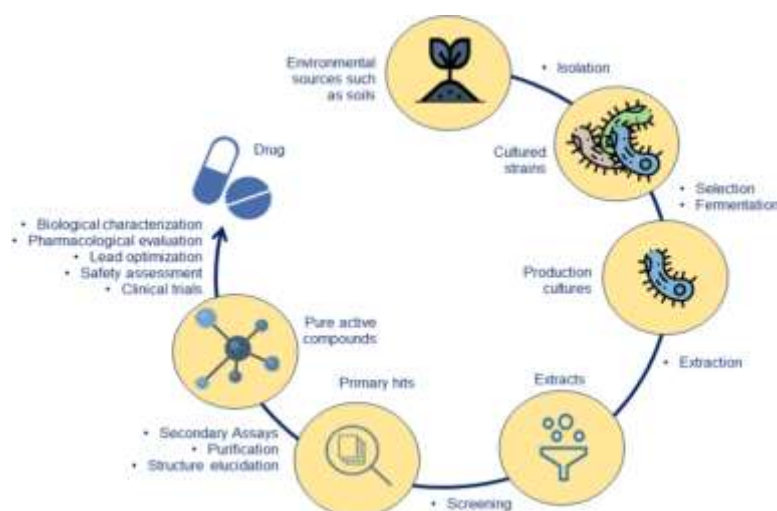 Environmental
sources such
as soils
• Isolation
Cultured
strains
• Selection
• Fermentation
Production
cultures
• Extraction
Extracts
• Screening
Primary hits
• Secondary Assays
• Purification
• Structure elucidation
Pure active
compounds
• Biological characterization
• Pharmacological evaluation
• Lead optimization
• Safety assessment
• Clinical trials
Drug